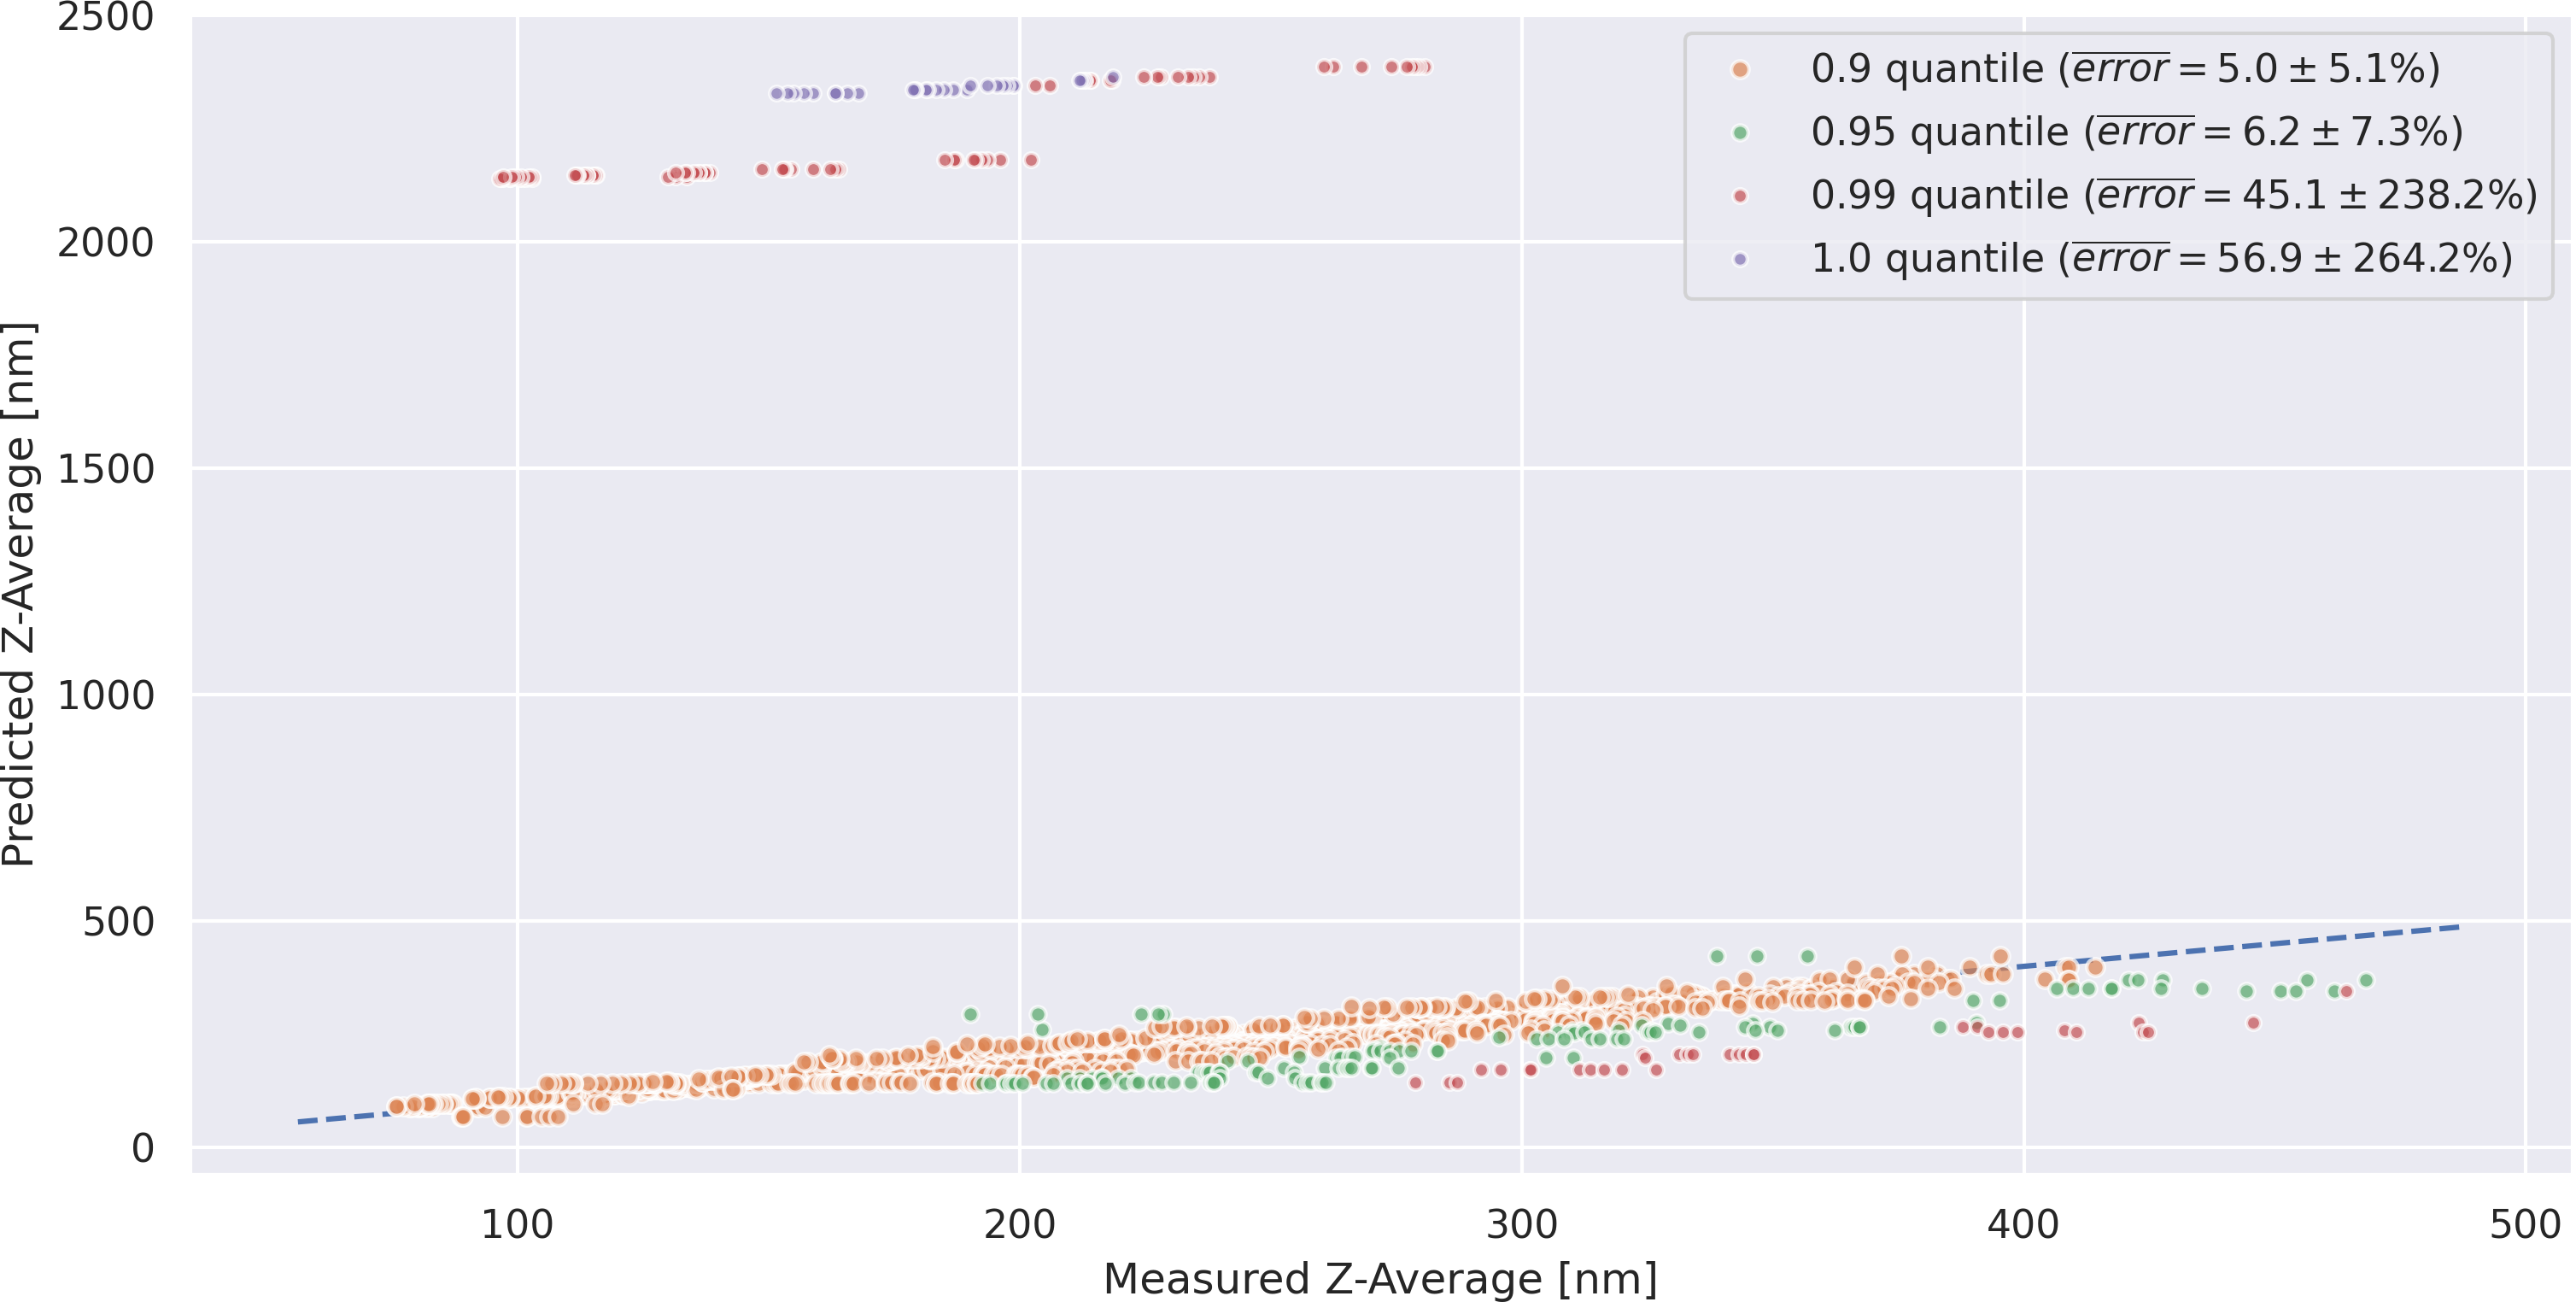 2500
2000
1500
1000
500
0
Predicted Z-Average [nm]
0.9 quantile (error = 5.0 ± 5.1%)
0.95 quantile (error = 6.2 ± 7.3%)
0.99 quantile (error = 45.1 ± 238.2%)
1.0 quantile (error = 56.9 ± 264.2%)
100 200 300 400 500
Measured Z-Average [nm]